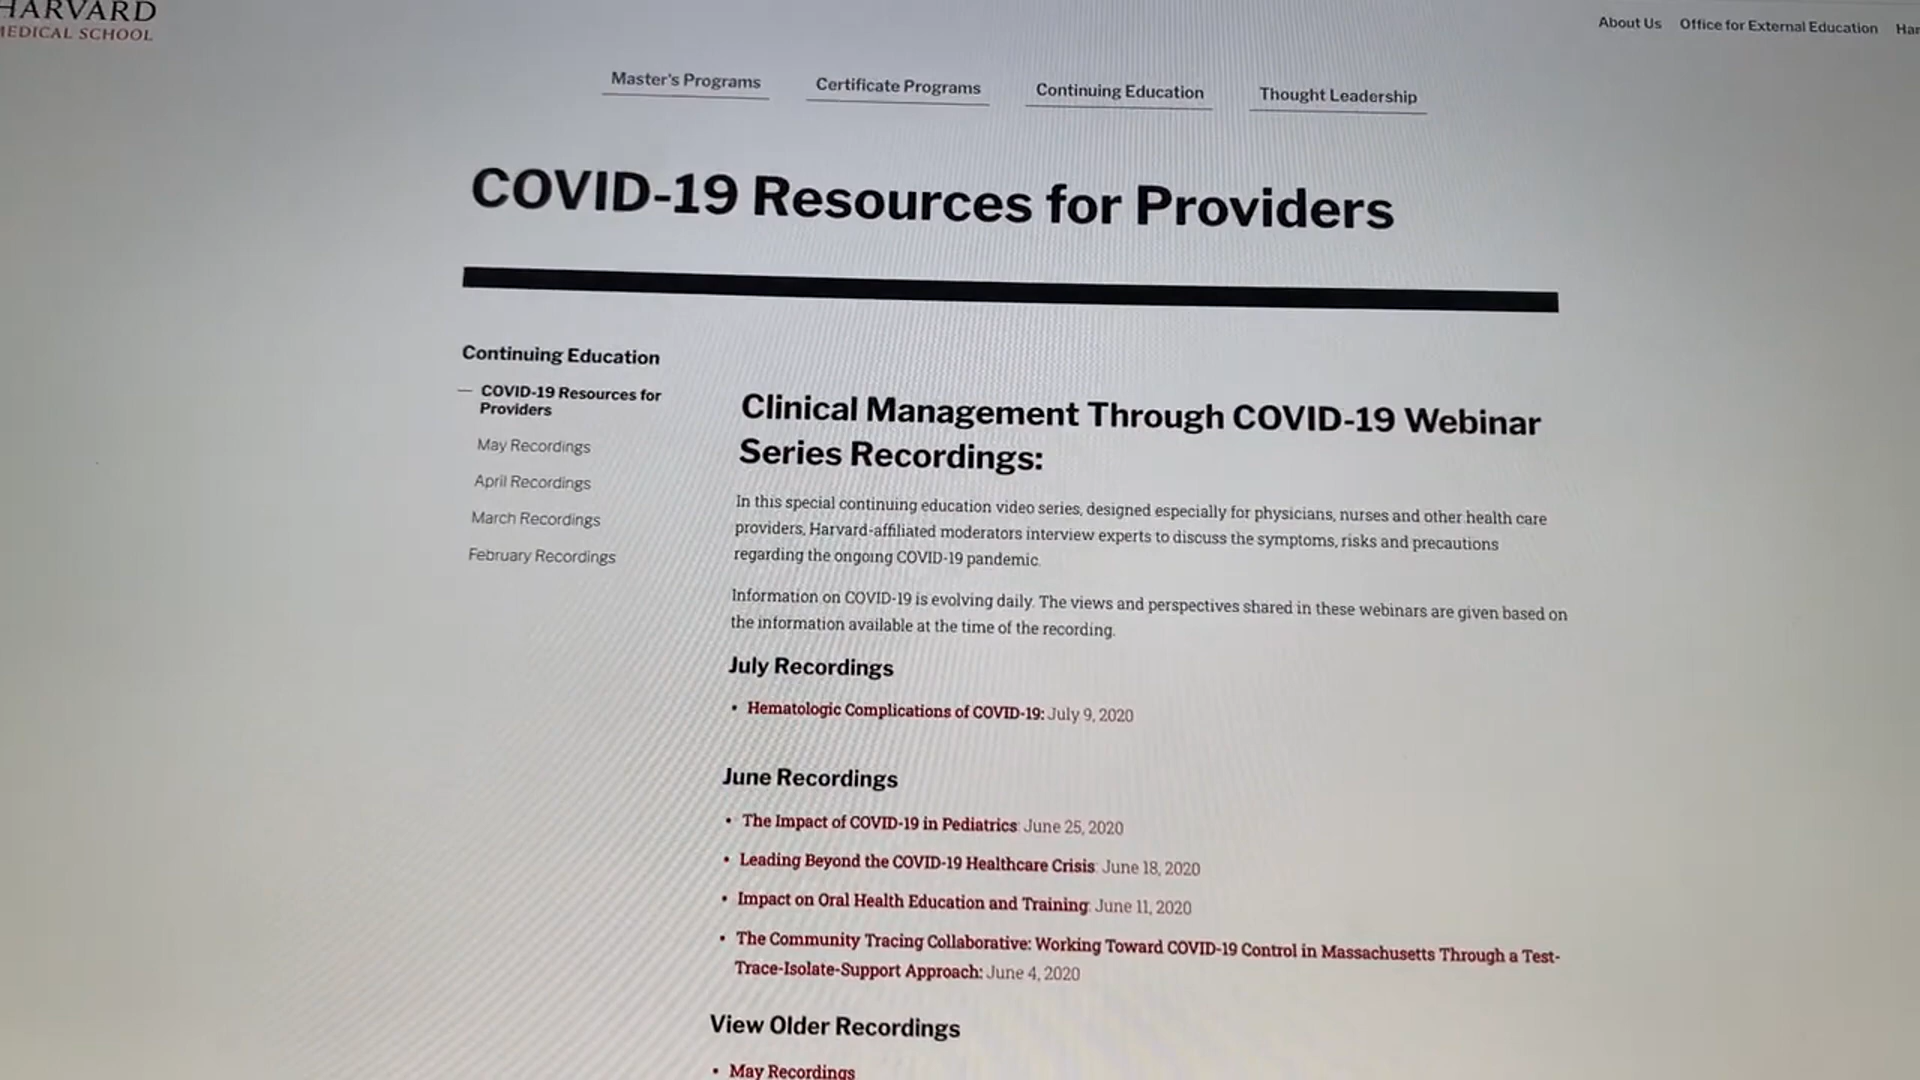 HARVARD
MEDICAL SCHOOL
About Us Office for External Education
Master's Programs Certificate Programs Continuing Education Thought Leadership
COVID-19 Resources for Providers
Continuing Education
— COVID-19 Resources for
Providers
May Recordings
April Recordings
March Recordings
February Recordings
Clinical Management Through COVID-19 Webinar
Series Recordings:
In this special continuing education video series, designed especially for physicians, nurses and other health care
providers, Harvard-affiliated moderators interview experts to discuss the symptoms, risks and precautions
regarding the ongoing COVID-19 pandemic.
Information on COVID-19 is evolving daily. The views and perspectives shared in these webinars are given based on
the information available at the time of the recording.
July Recordings
• Hematologic Complications of COVID-19: July 9, 2020
June Recordings
• The Impact of COVID-19 in Pediatrics: June 25, 2020
• Leading Beyond the COVID-19 Healthcare Crisis: June 18, 2020
• Impact on Oral Health Education and Training: June 11, 2020
• The Community Tracing Collaborative: Working Toward COVID-19 Control in Massachusetts Through a Test-
Trace-Isolate-Support Approach: June 4, 2020
View Older Recordings
• May Recordings